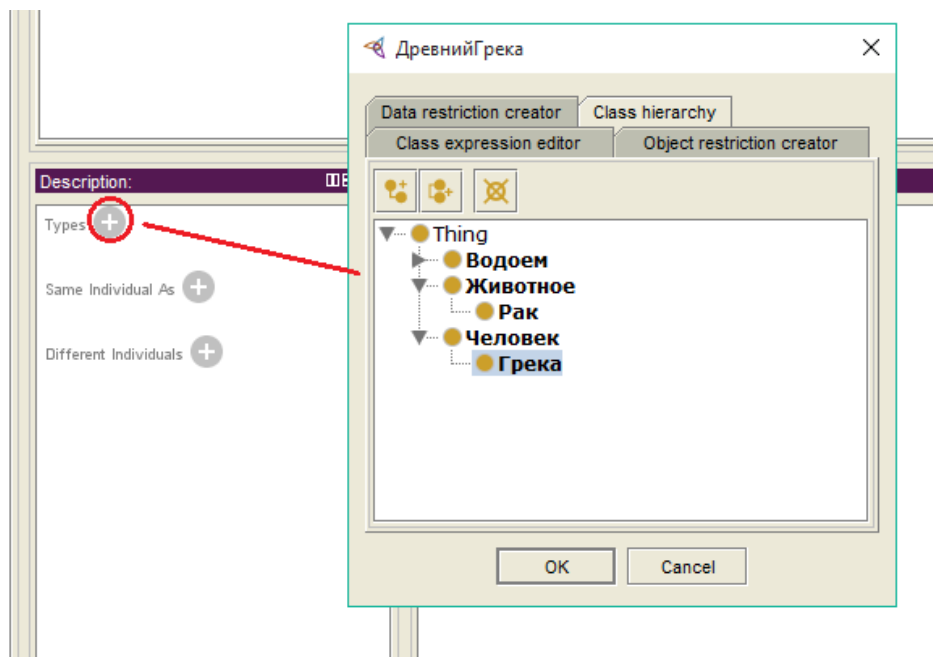 ДревнийГрека
Data restriction creator Class hierarchy
Class expression editor Object restriction creator
Description:
Types
Same Individual As
Different Individuals
Thing
Водоем
Животное
Рак
Человек
Грека
OK Cancel